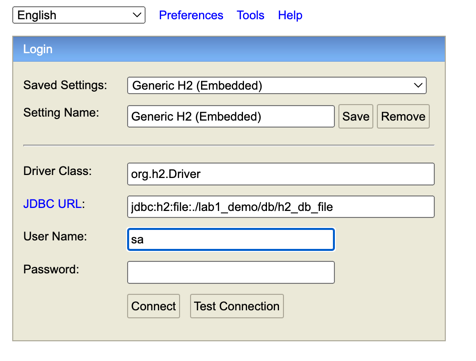 English Preferences Tools Help
Login
Saved Settings: Generic H2 (Embedded)
Setting Name: Generic H2 (Embedded) Save Remove
Driver Class: org.h2.Driver
JDBC URL: jdbc:h2:file:./lab1_demo/db/h2_db_file
User Name: sa
Password:
Connect Test Connection